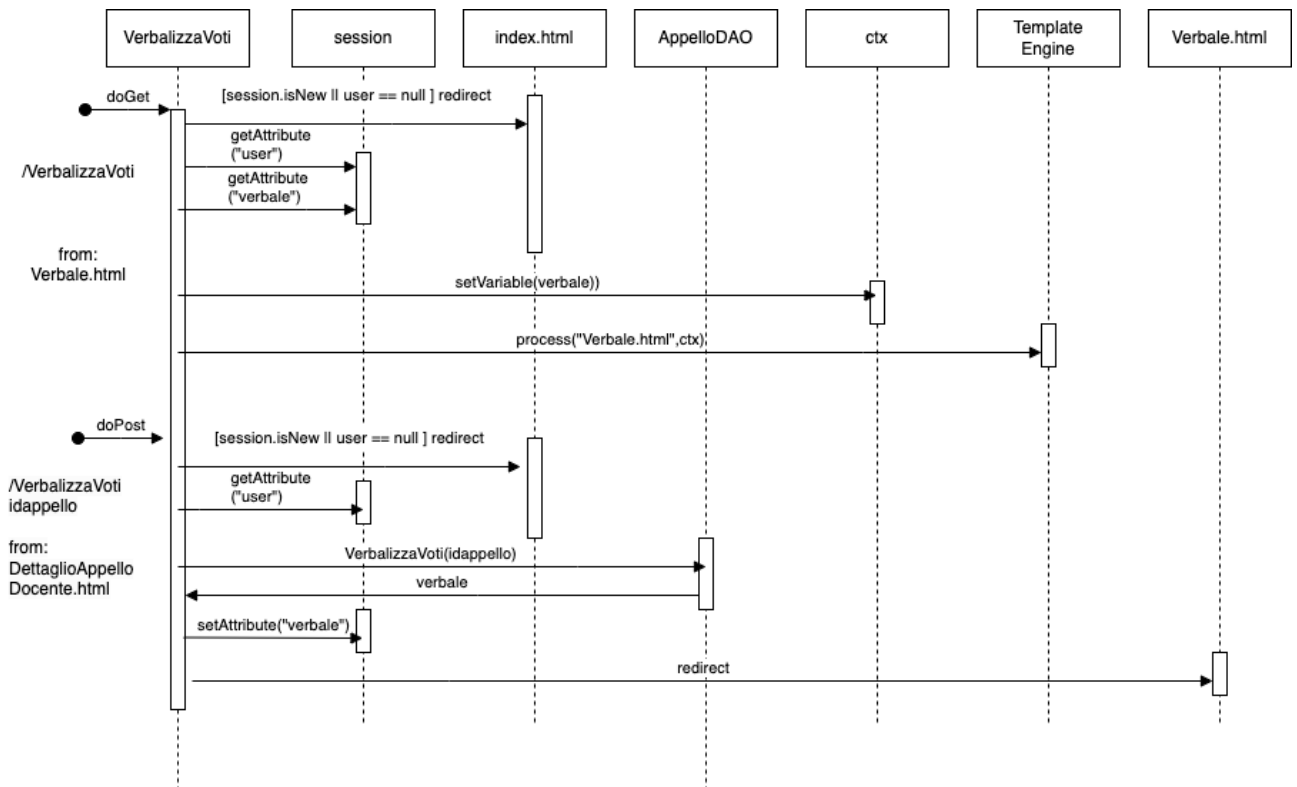 VerbalizzaVoti
session
index.html
AppelloDAO
ctx
Template
Engine
Verbale.html
doGet
[session.isNew || user == null ] redirect
getAttribute
("user")
/VerbalizzaVoti
getAttribute
("verbale")
from:
Verbale.html
setVariable(verbale))
process("Verbale.html",ctx)
doPost
[session.isNew || user == null ] redirect
getAttribute
("user")
/VerbalizzaVoti
idappello
from:
DettaglioAppello
Docente.html
VerbalizzaVoti(idappello)
verbale
setAttribute("verbale")
redirect